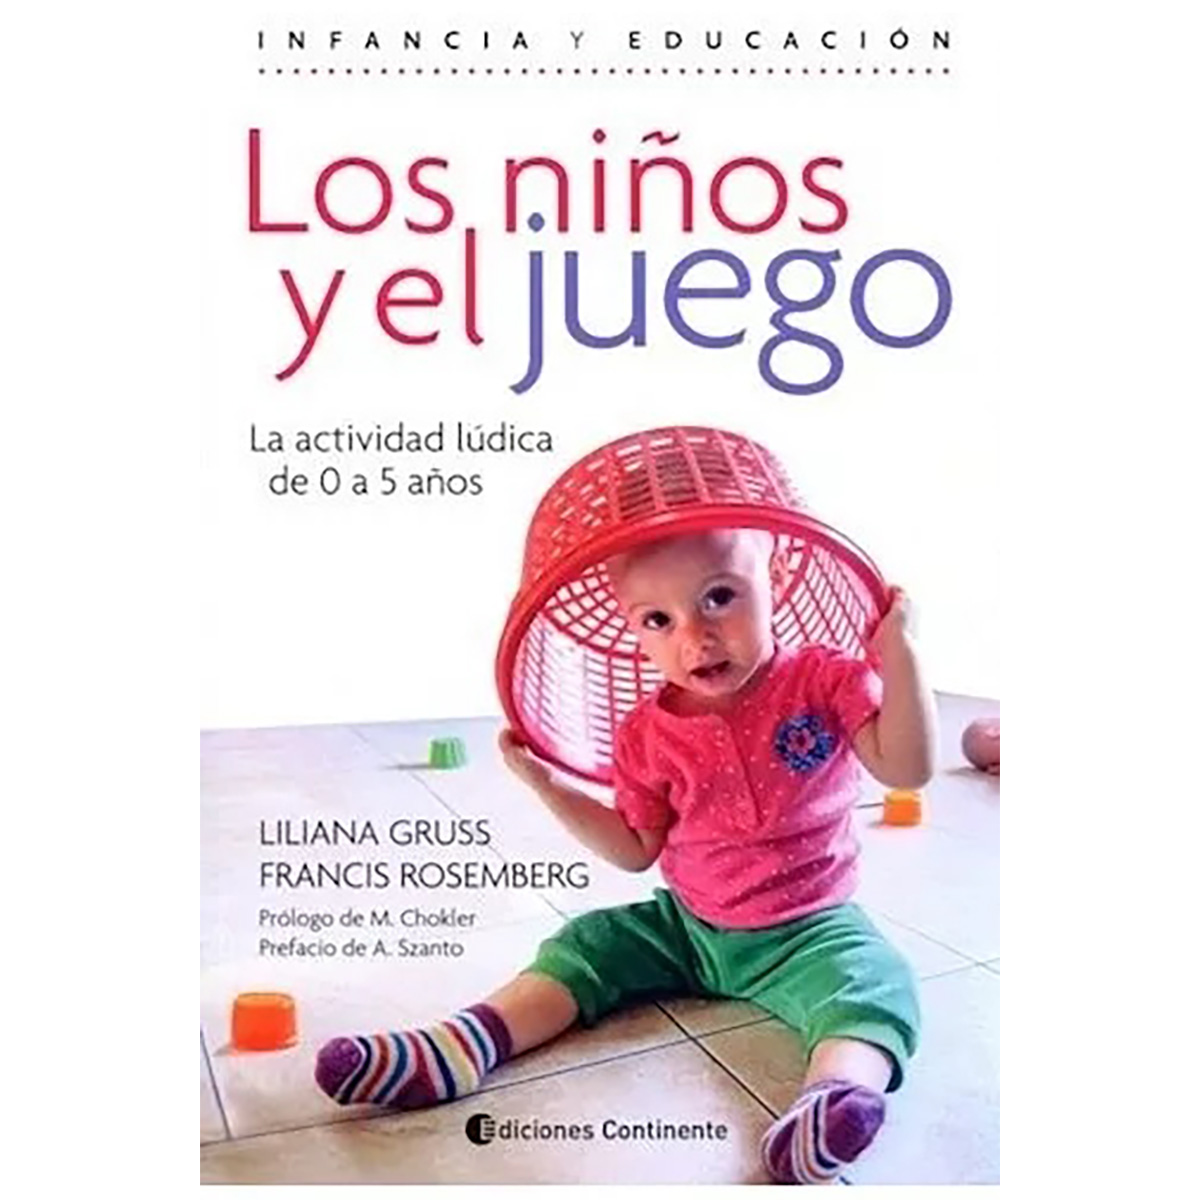 INFANCIA Y EDUCACIÓN
Los niños
y el juego
La actividad lúdica
de 0 a 5 años
LILIANA GRUSS
FRANCIS ROSEMBERG
Prólogo de M. Chokler
Prefacio de A. Szanto
Ediciones Continente